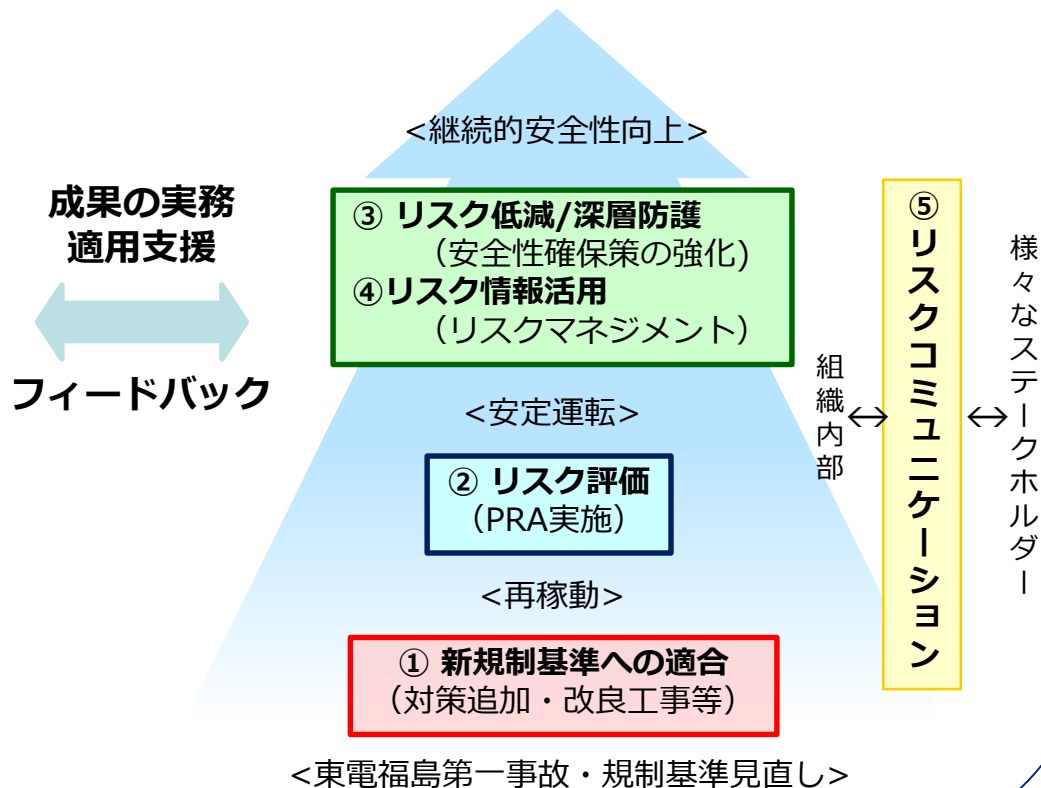 <継続的安全性向上>
成果の実務
適用支援
フィードバック
③ リスク低減/深層防護
（安全性確保策の強化)
④リスク情報活用
（リスクマネジメント）
<安定運転>
② リスク評価
（PRA実施）
<再稼動>
① 新規制基準への適合
（対策追加・改良工事等）
<東電福島第一事故・規制基準見直し>
組織内部
↔
⑤リスクコミュニケーション
↔
様々なステークホルダー